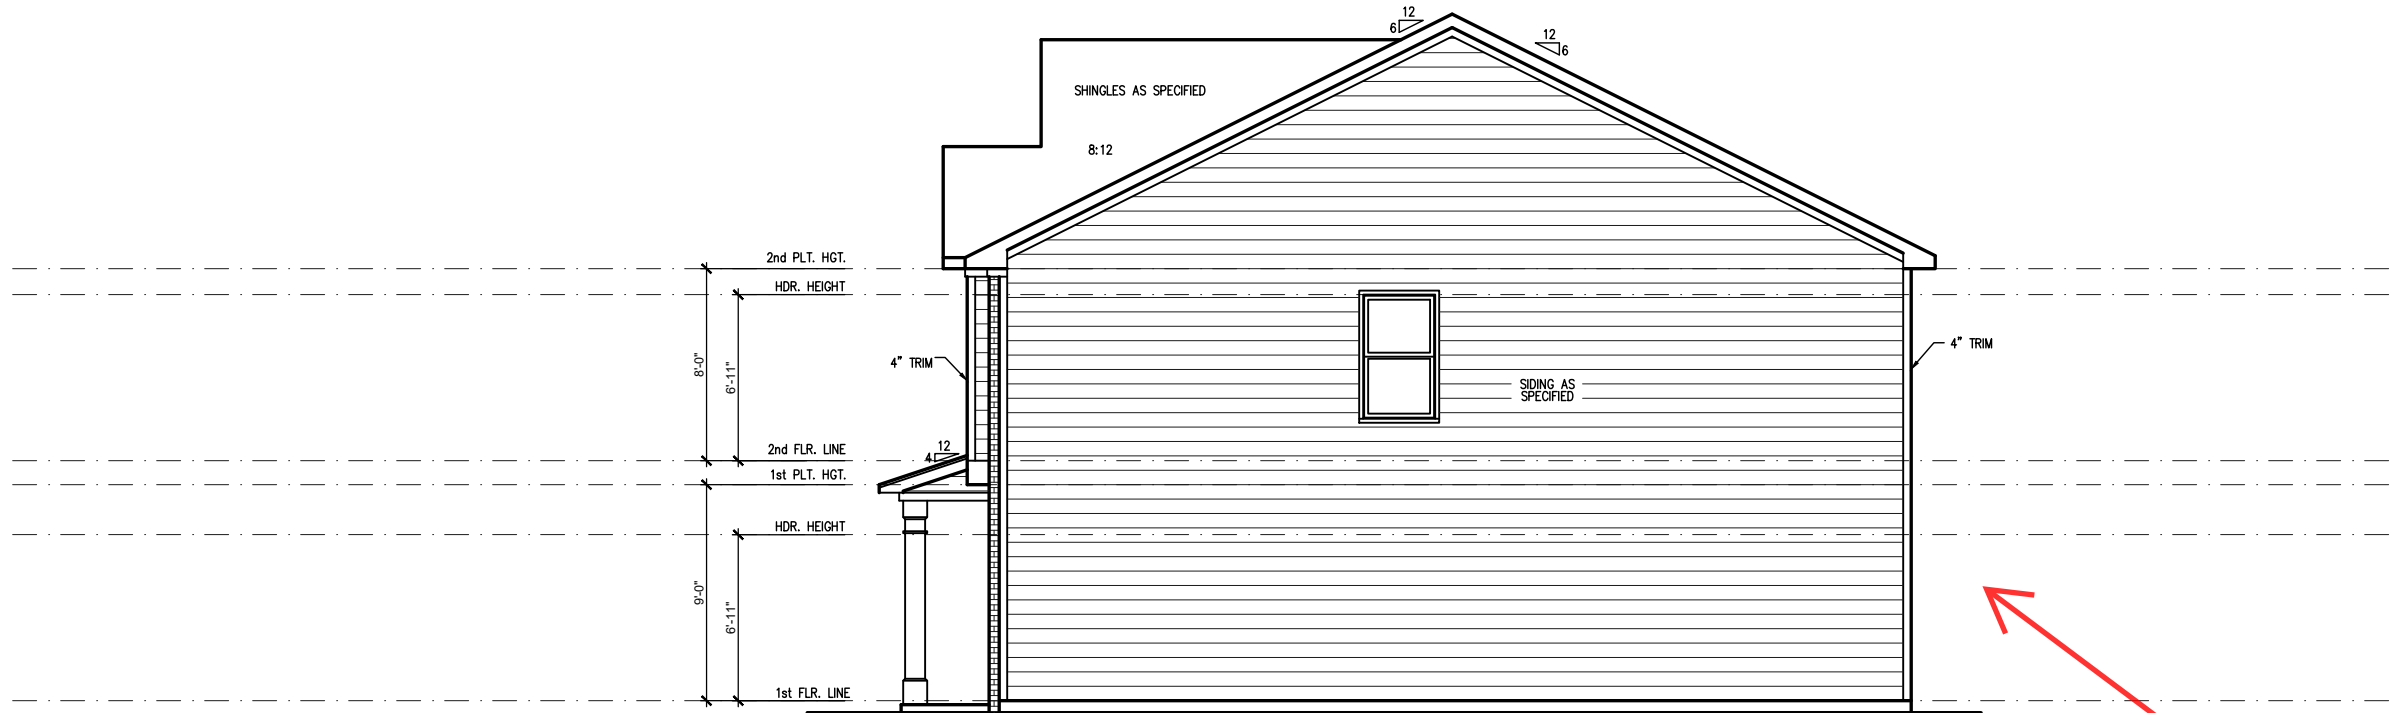 12
6
12
6
SHINGLES AS SPECIFIED
8:12
2nd PLT. HGT.
HDR. HEIGHT
8'-0"
6'-11"
4" TRIM
4" TRIM
SIDING AS
SPECIFIED
2nd FLR. LINE
12
4
1st PLT. HGT.
HDR. HEIGHT
9'-0"
6'-11"
1st FLR. LINE